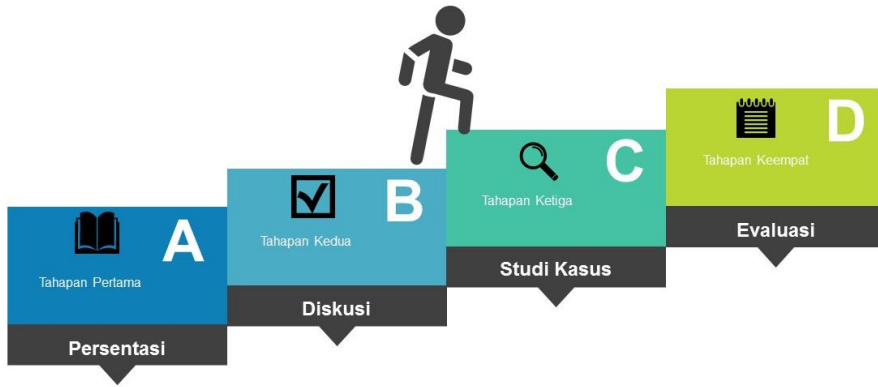 A
Tahapan Pertama
Persentasi
B
Tahapan Kedua
Diskusi
C
Tahapan Ketiga
Studi Kasus
D
Tahapan Keempat
Evaluasi